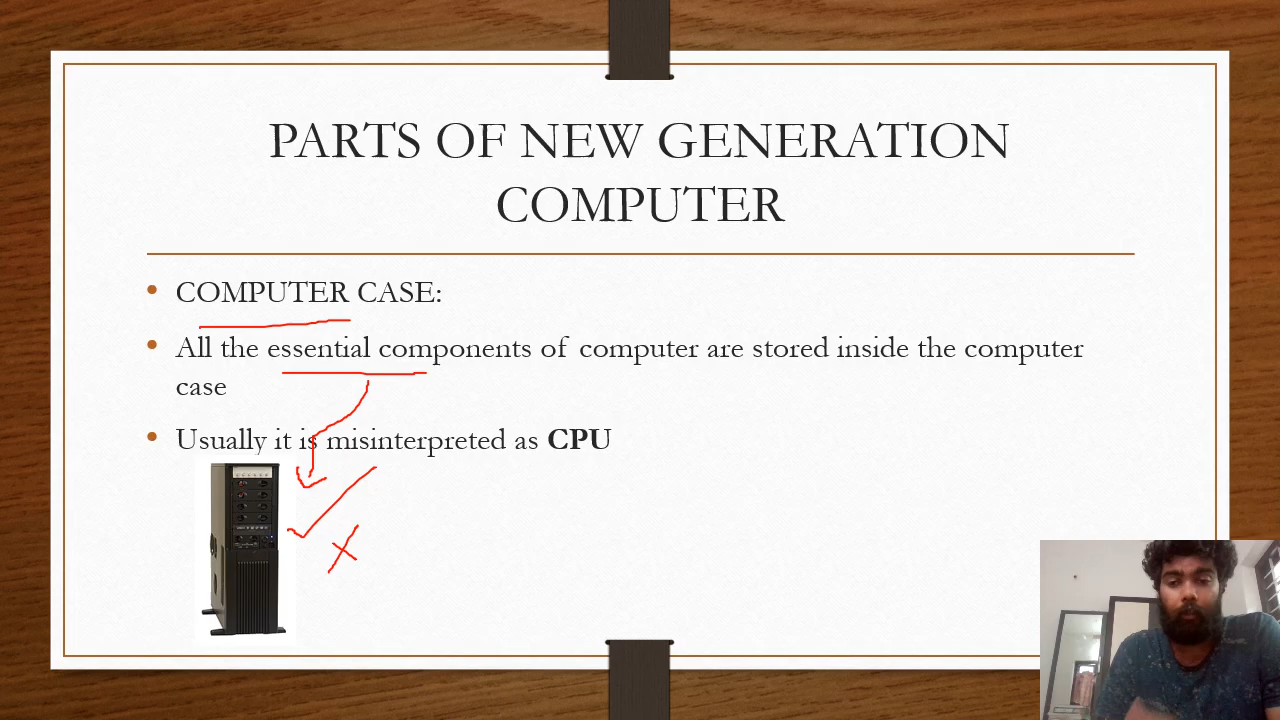 PARTS OF NEW GENERATION
COMPUTER
• COMPUTER CASE:
• All the essential components of computer are stored inside the computer
case
• Usually it is misinterpreted as CPU